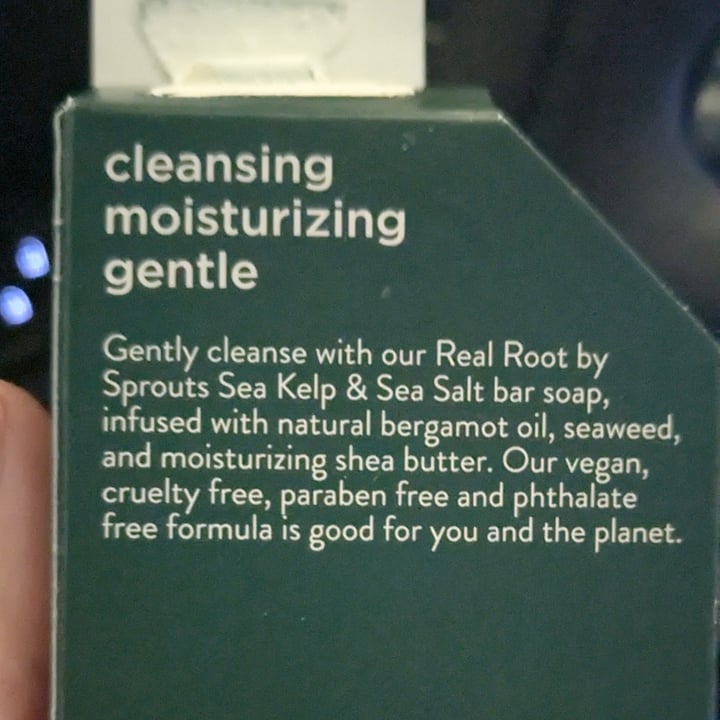 cleansing
moisturizing
gentle
Gently cleanse with our Real Root by
Sprouts Sea Kelp & Sea Salt bar soap,
infused with natural bergamot oil, seaweed,
and moisturizing shea butter. Our vegan,
cruelty free, paraben free and phthalate
free formula is good for you and the planet.